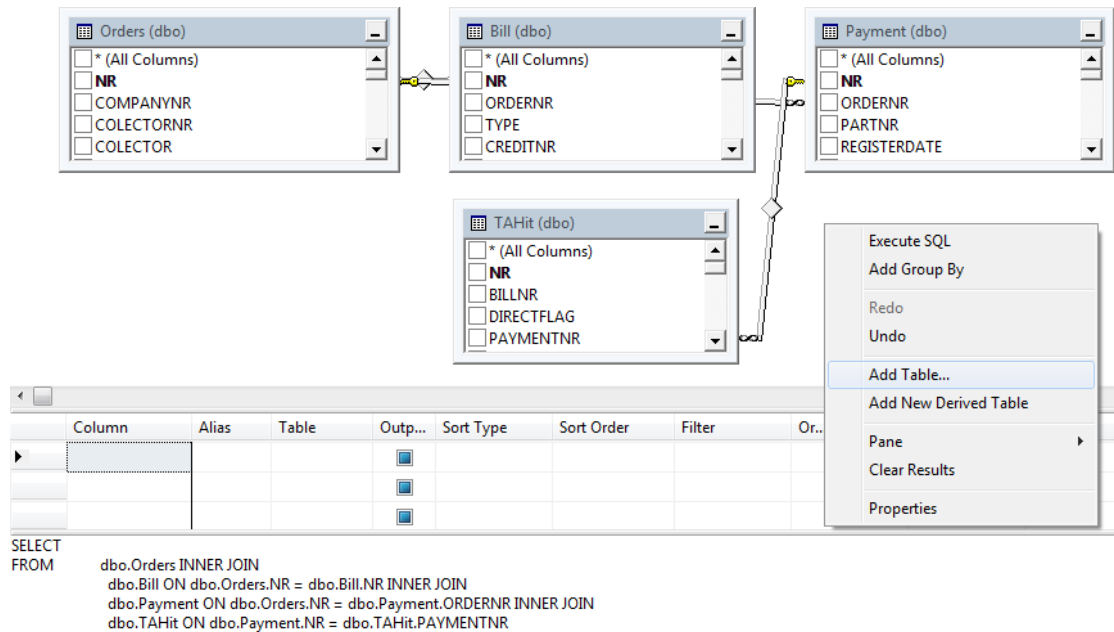 Orders (dbo)
* (All Columns)
NR
COMPANYNR
COLECTORNR
COLECTOR
Bill (dbo)
* (All Columns)
NR
ORDERNR
TYPE
CREDITNR
Payment (dbo)
* (All Columns)
NR
ORDERNR
PARTNR
REGISTERDATE
TAHit (dbo)
* (All Columns)
NR
BILLNR
DIRECTFLAG
PAYMENTNR
Execute SQL
Add Group By
Redo
Undo
Add Table...
Add New Derived Table
Pane
Clear Results
Properties
Column Alias Table Outp... Sort Type Sort Order Filter Or...
SELECT
FROM dbo.Orders INNER JOIN
dbo.Bill ON dbo.Orders.NR = dbo.Bill.NR INNER JOIN
dbo.Payment ON dbo.Orders.NR = dbo.Payment.ORDERNR INNER JOIN
dbo.TAHit ON dbo.Payment.NR = dbo.TAHit.PAYMENTNR